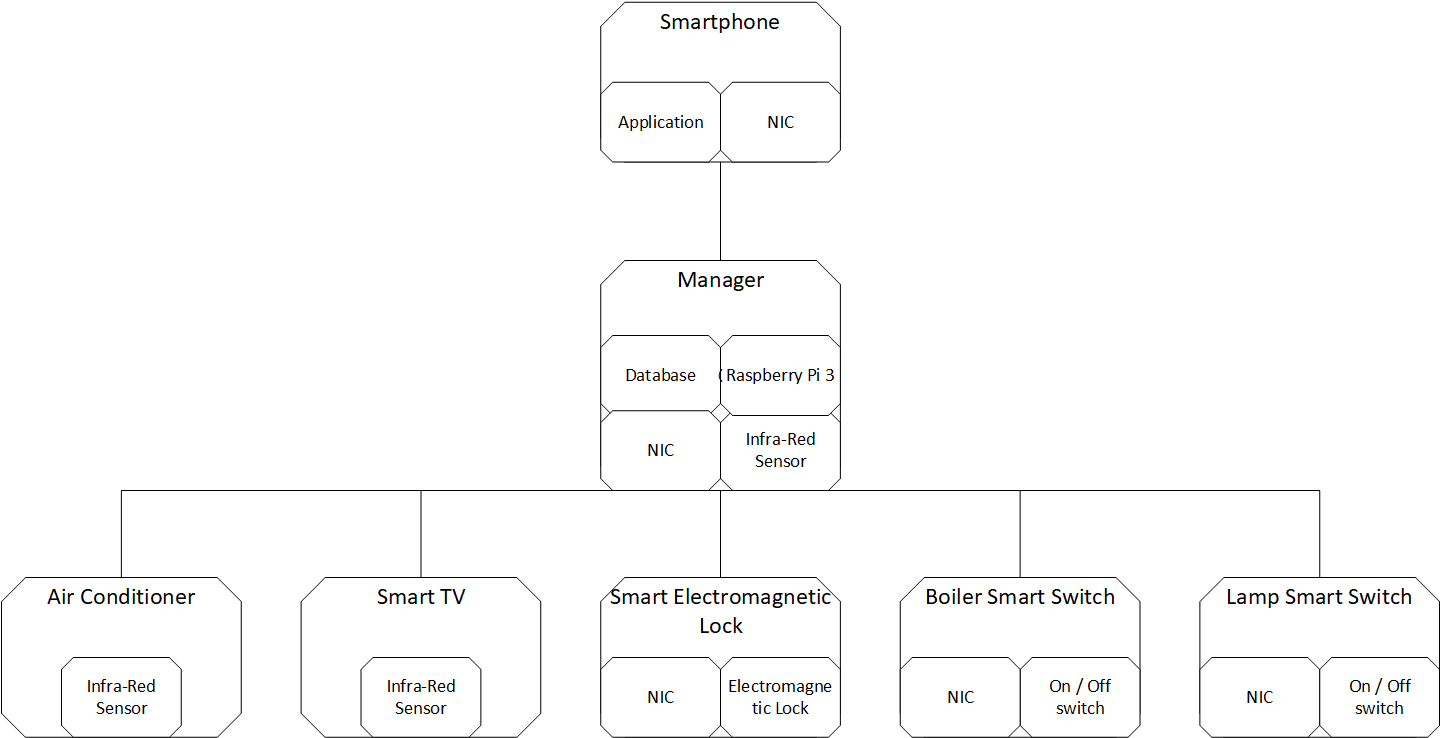 Smartphone
Application
NIC
Manager
Database
(Raspberry Pi 3
NIC
Infra-Red
Sensor
Air Conditioner
Smart TV
Smart Electromagnetic
Lock
Boiler Smart Switch
Lamp Smart Switch
Infra-Red
Sensor
Infra-Red
Sensor
NIC
Electromagne
tic Lock
NIC
On / Off
switch
NIC
On / Off
switch